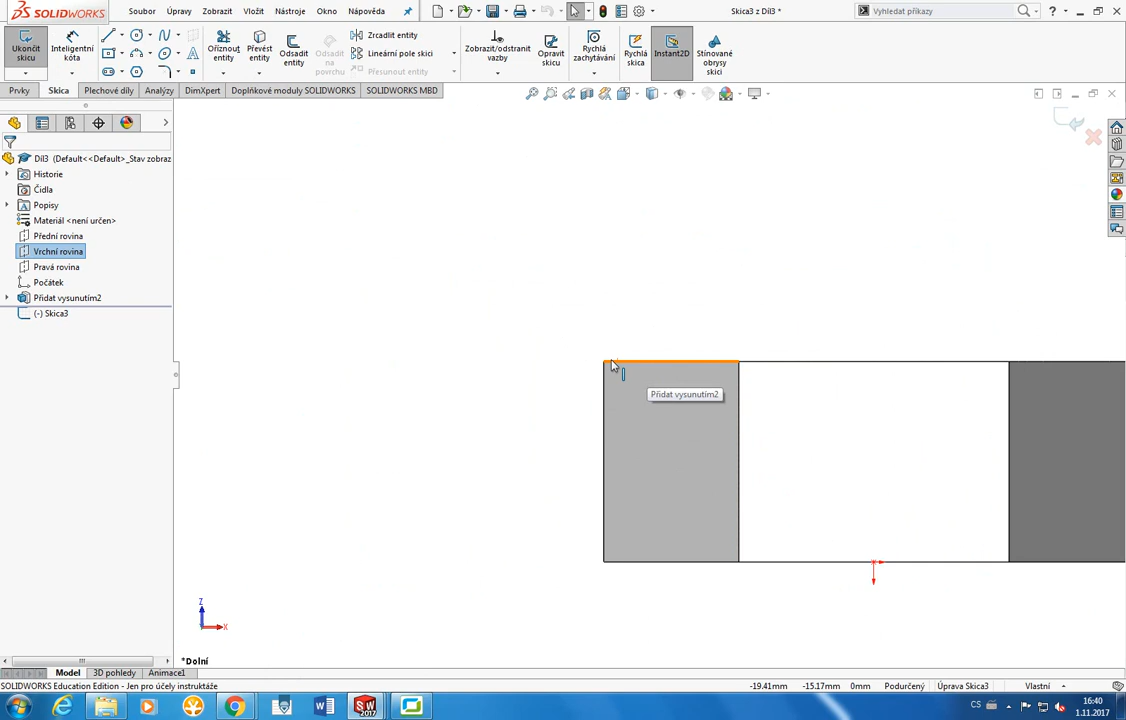 SOLIDWORKS
Soubor Úpravy Zobrazit Vložit Nástroje Okno Nápověda
Skica3 z Díl3 *
Vyhledat příkazy
Ukončit skicu
Inteligentní kóta
Oříznout entity
Převést entity
Odsadit entity
Odsadit na povrchu
Zrcadlit entity
Lineární pole skici
Přesunout entity
Zobrazit/odstranit vazby
Opravit skicu
Rychlá zachytávání
Rychlá skica
Instant2D
Stínované obrysy skici
Prvky Skica Plechové díly Analýzy DimXpert Doplňkové moduly SOLIDWORKS SOLIDWORKS MBD
Díl3 (Default<<Default>_Stav zobraz
Historie
Čidla
Popisy
Materiál <není určen>
Přední rovina
Vrchní rovina
Pravá rovina
Počátek
Přidat vysunutím2
(-) Skica3
Přidat vysunutím2
Z
X
*Dolní
Model 3D pohledy Animace1
SOLIDWORKS Education Edition - Jen pro účely instruktáže
-19.41mm -15.17mm 0mm Podurčený Úprava Skica3 Vlastní
SW 2017
CS
16:40
1.11.2017